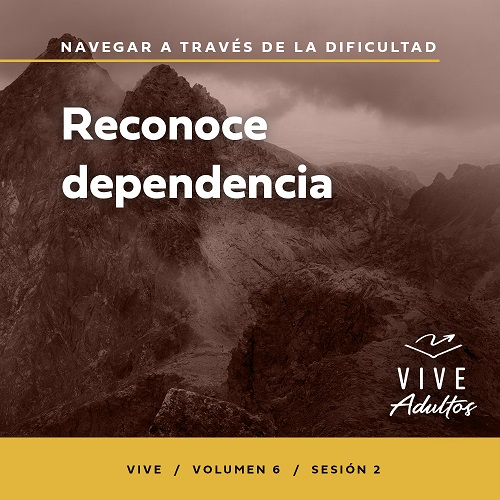 NAVEGAR A TRAVÉS DE LA DIFICULTAD
Reconoce
dependencia
VIVE
Adultos
VIVE / VOLUMEN 6 / SESIÓN 2